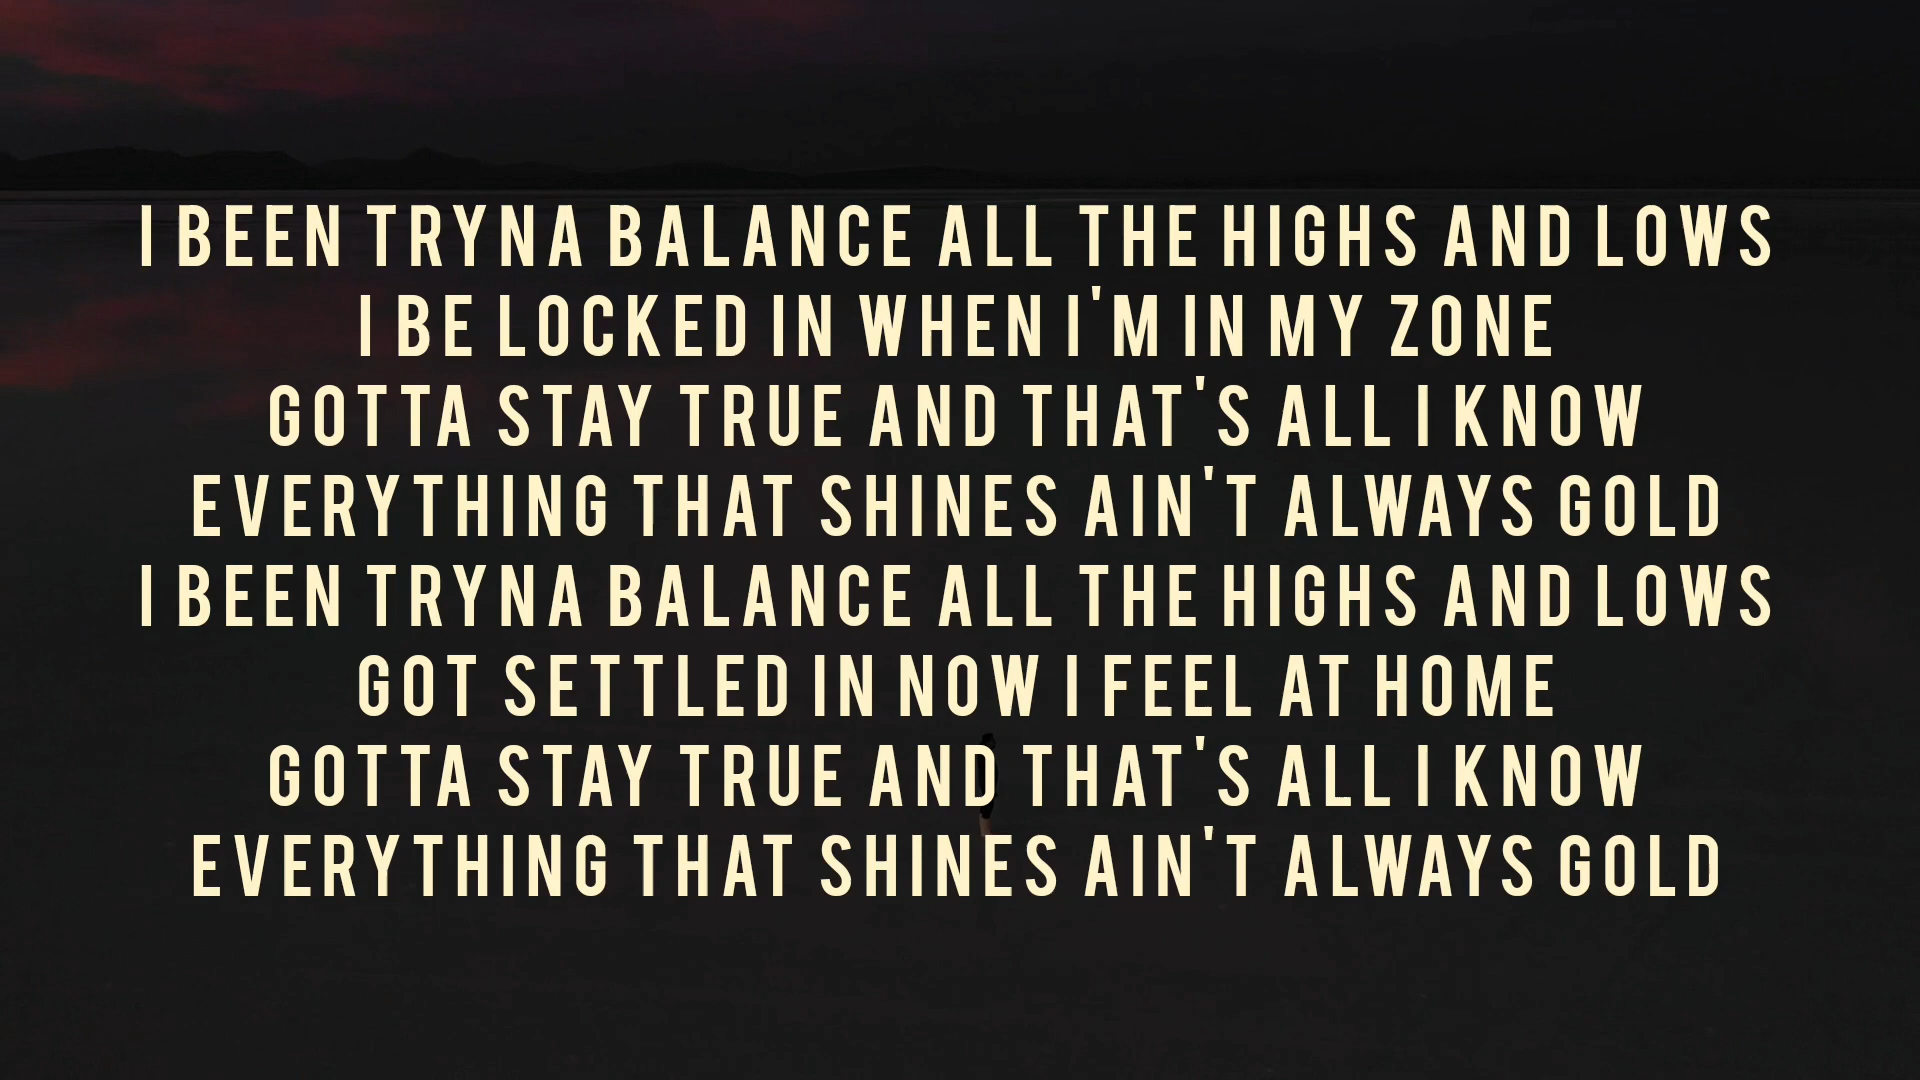 I BEEN TRYNA BALANCE ALL THE HIGHS AND LOWS
I BE LOCKED IN WHEN I'M IN MY ZONE
GOTTA STAY TRUE AND THAT'S ALL I KNOW
EVERYTHING THAT SHINES AIN'T ALWAYS GOLD
I BEEN TRYNA BALANCE ALL THE HIGHS AND LOWS
GOT SETTLED IN NOW I FEEL AT HOME
GOTTA STAY TRUE AND THAT'S ALL I KNOW
EVERYTHING THAT SHINES AIN'T ALWAYS GOLD